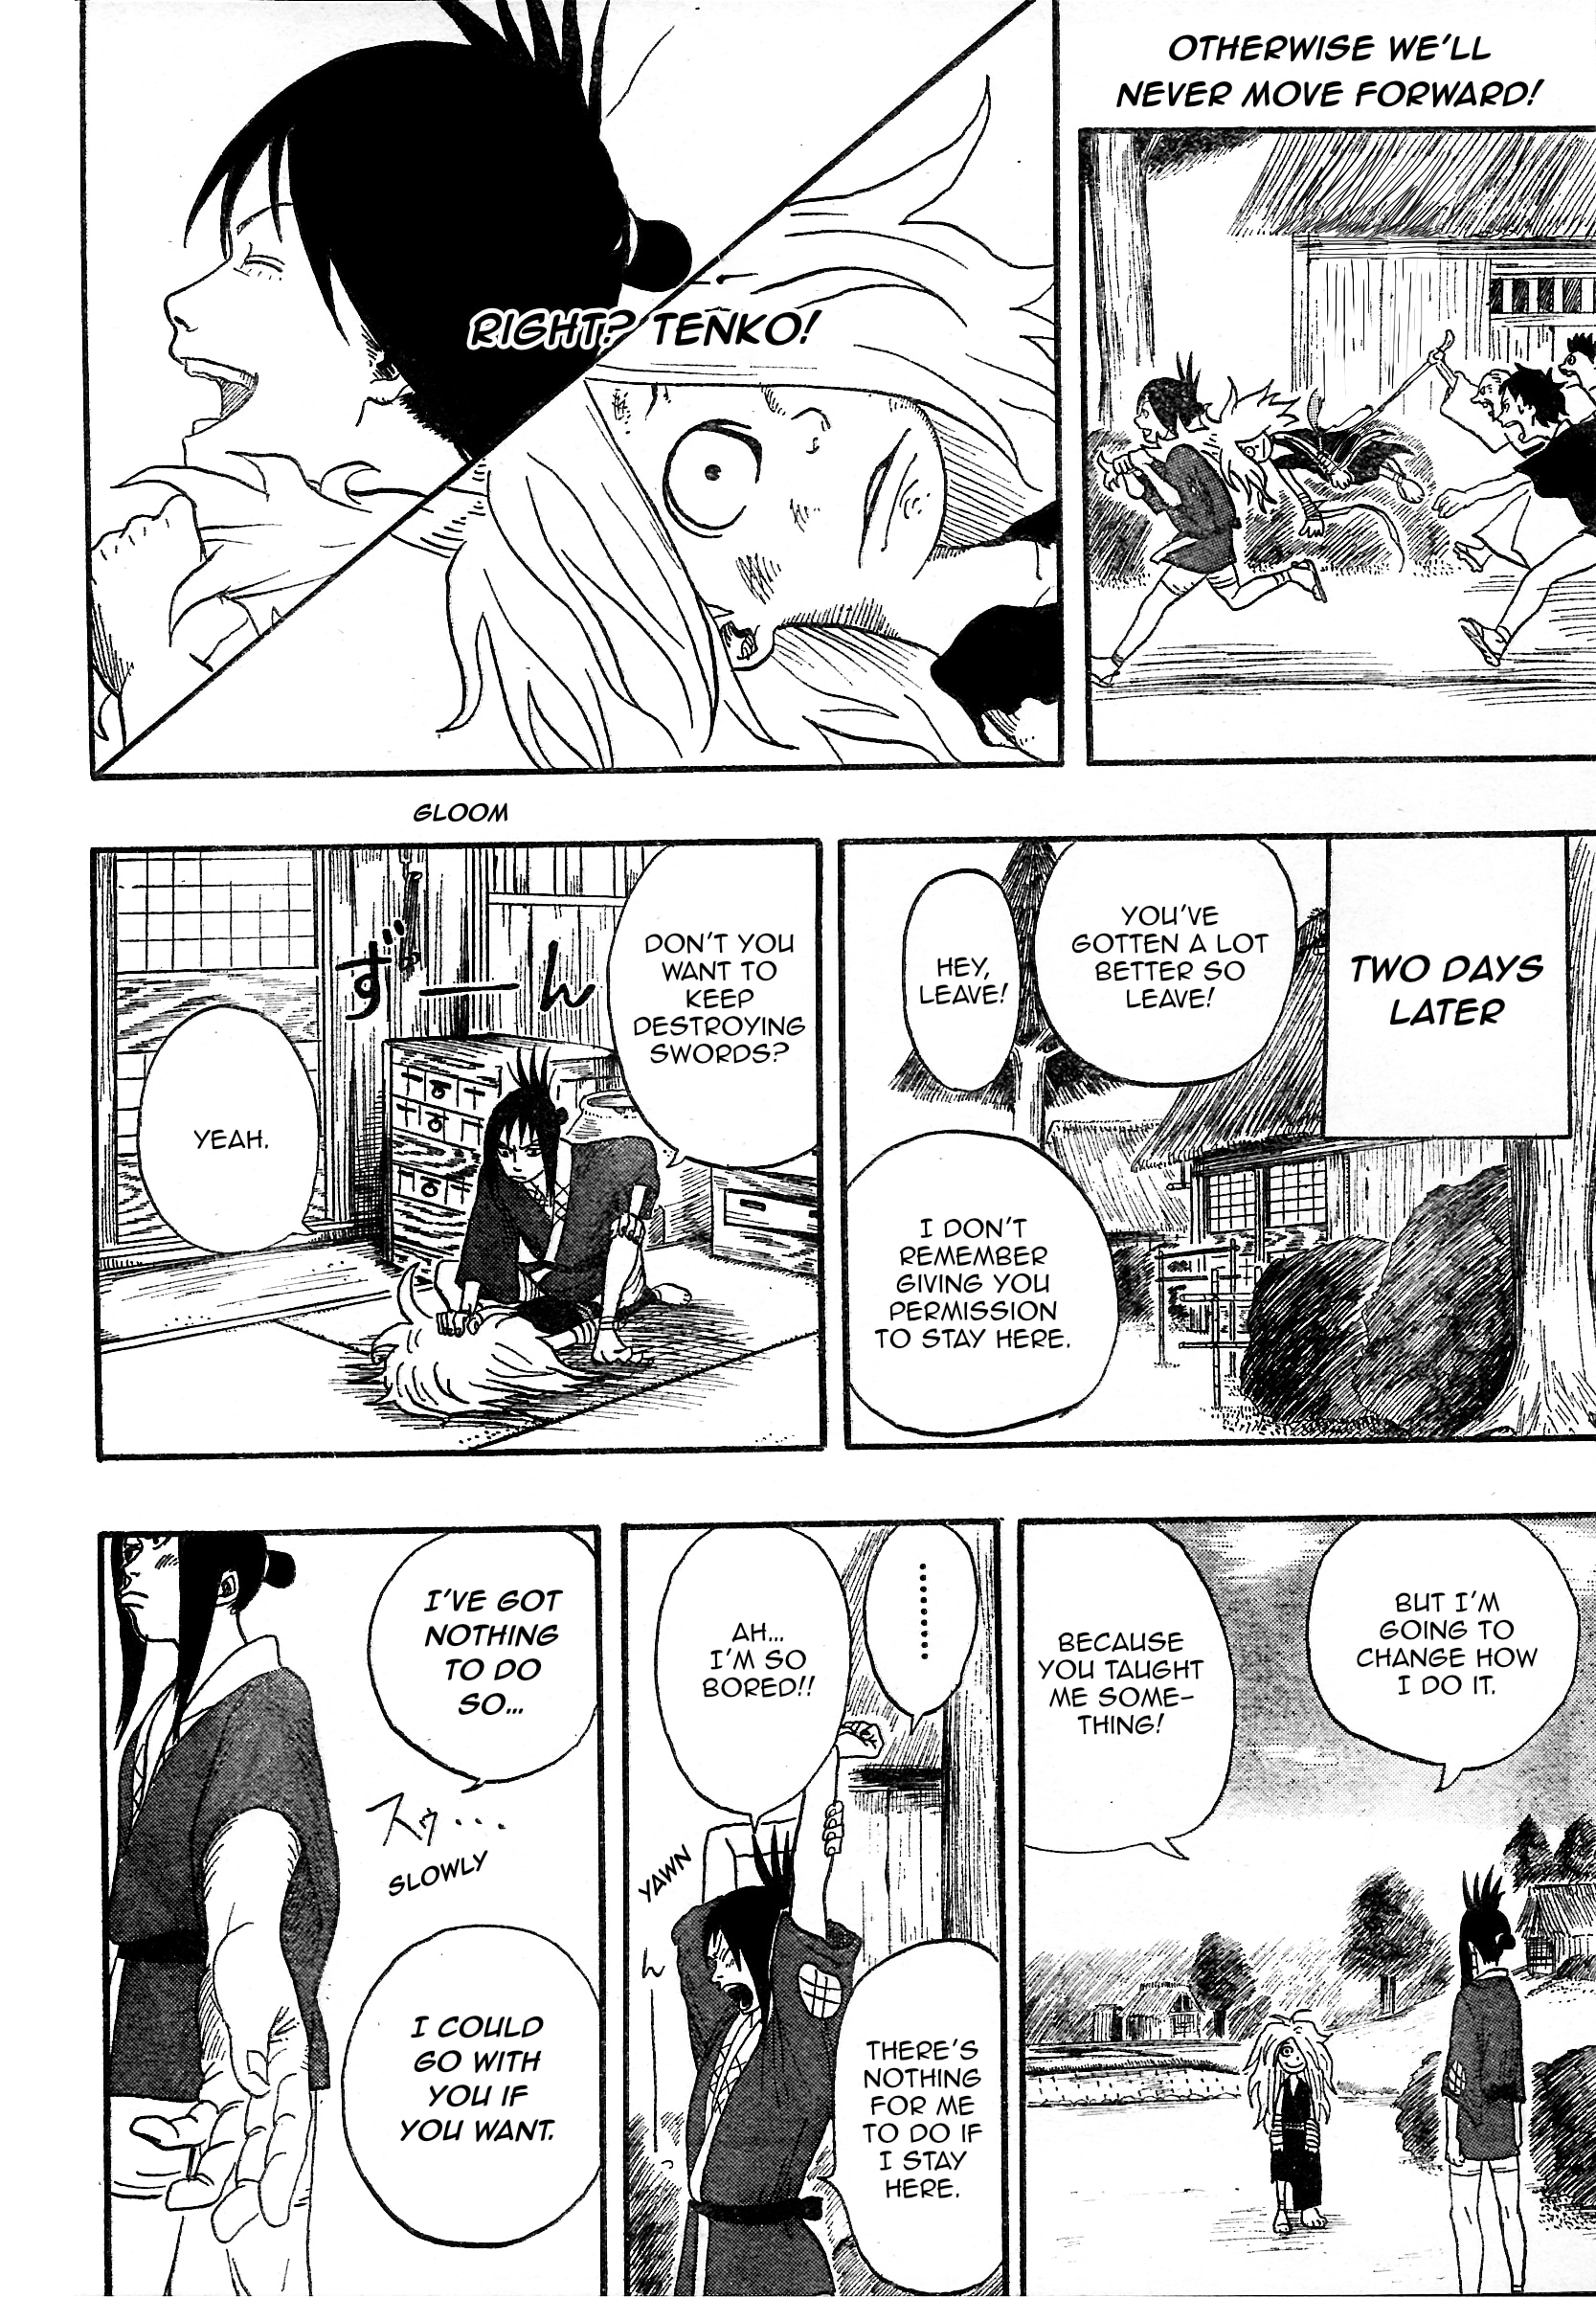 OTHERWISE WE'LL
NEVER MOVE FORWARD!
RIGHT? TENKO!
TWO DAYS
LATER
YOU'VE
GOTTEN A LOT
BETTER SO
LEAVE!
HEY,
LEAVE!
I DON'T
REMEMBER
GIVING YOU
PERMISSION
TO STAY HERE.
GLOOM
DON'T YOU
WANT TO
KEEP
DESTROYING
SWORDS?
ずーん
YEAH.
BUT I'M
GOING TO
CHANGE HOW
I DO IT.
BECAUSE
YOU TAUGHT
ME SOME-
THING!
.........
AH...
I'M SO
BORED!!
YAWN
ん
THERE'S
NOTHING
FOR ME
TO DO IF
I STAY
HERE.
I'VE GOT
NOTHING
TO DO
SO...
スゥ...
SLOWLY
I COULD
GO WITH
YOU IF
YOU WANT.